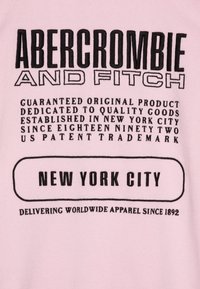 ABERCROMBIE
AND FITCH
GUARANTEED ORIGINAL PRODUCT
DEDICATED TO QUALITY GOODS
ESTABLISHED IN NEW YORK CITY
SINCE EIGHTEEN NINETY TWO
US PATENT TRADEMARK
NEW YORK CITY
DELIVERING WORLDWIDE APPAREL SINCE 1892